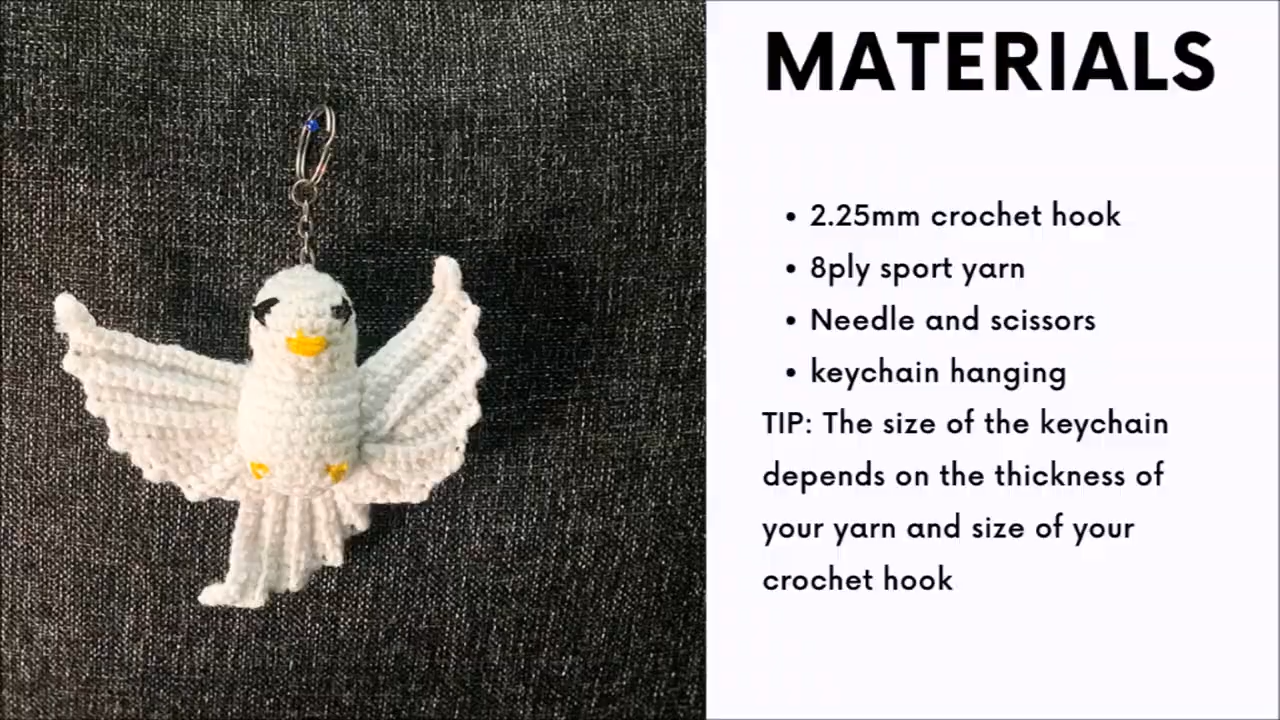 MATERIALS
• 2.25mm crochet hook
• 8ply sport yarn
• Needle and scissors
• keychain hanging
TIP: The size of the keychain
depends on the thickness of
your yarn and size of your
crochet hook